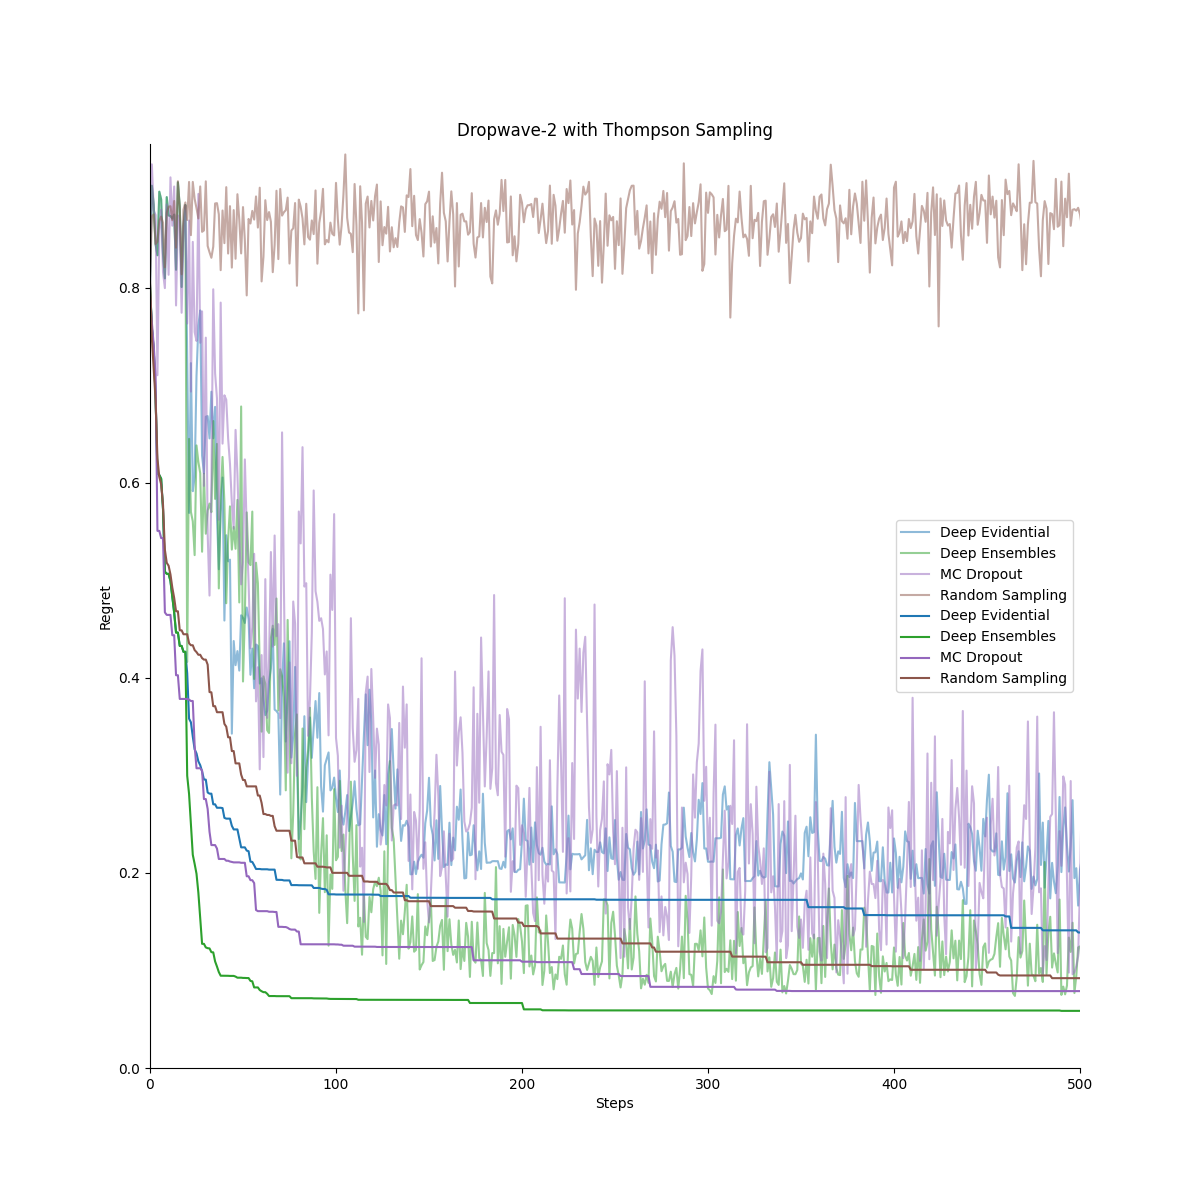 Dropwave-2 with Thompson Sampling
0.8
0.6
Deep Evidential
Deep Ensembles
MC Dropout
Random Sampling
Deep Evidential
Deep Ensembles
MC Dropout
Random Sampling
Regret
0.4
0.2
0.0
0 100 200 300 400 500
Steps